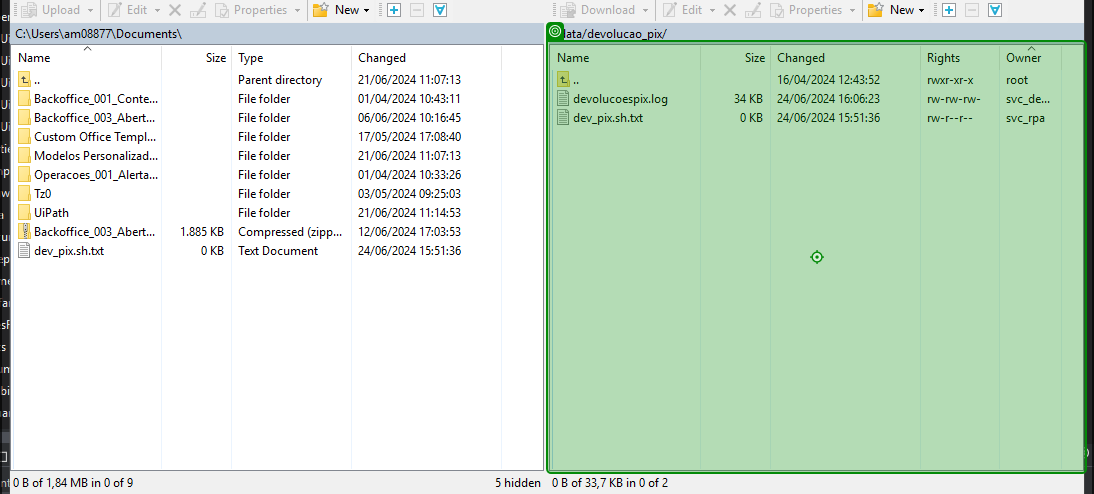 Upload Edit Properties New
Download Edit Properties New
C:\Users\am08877\Documents\
data/devolucao_pix/
Name Size Type Changed
.. Parent directory 21/06/2024 11:07:13
Backoffice_001_Conte... File folder 01/04/2024 10:43:11
Backoffice_003_Abert... File folder 06/06/2024 10:16:45
Custom Office Templ... File folder 17/05/2024 17:08:40
Modelos Personalizad... File folder 21/06/2024 11:07:13
Operacoes_001_Alerta... File folder 01/04/2024 10:33:26
Tz0 File folder 03/05/2024 09:25:03
UiPath File folder 21/06/2024 11:14:53
Backoffice_003_Abert... 1.885 KB Compressed (zipp... 12/06/2024 17:03:53
dev_pix.sh.txt 0 KB Text Document 24/06/2024 15:51:36
0 B of 1,84 MB in 0 of 9 5 hidden
Name Size Changed Rights Owner
.. 16/04/2024 12:43:52 rwxr-xr-x root
devolucoespix.log 34 KB 24/06/2024 16:06:23 rw-rw-rw- svc_de...
dev_pix.sh.txt 0 KB 24/06/2024 15:51:36 rw-r--r-- svc_rpa
0 B of 33,7 KB in 0 of 2